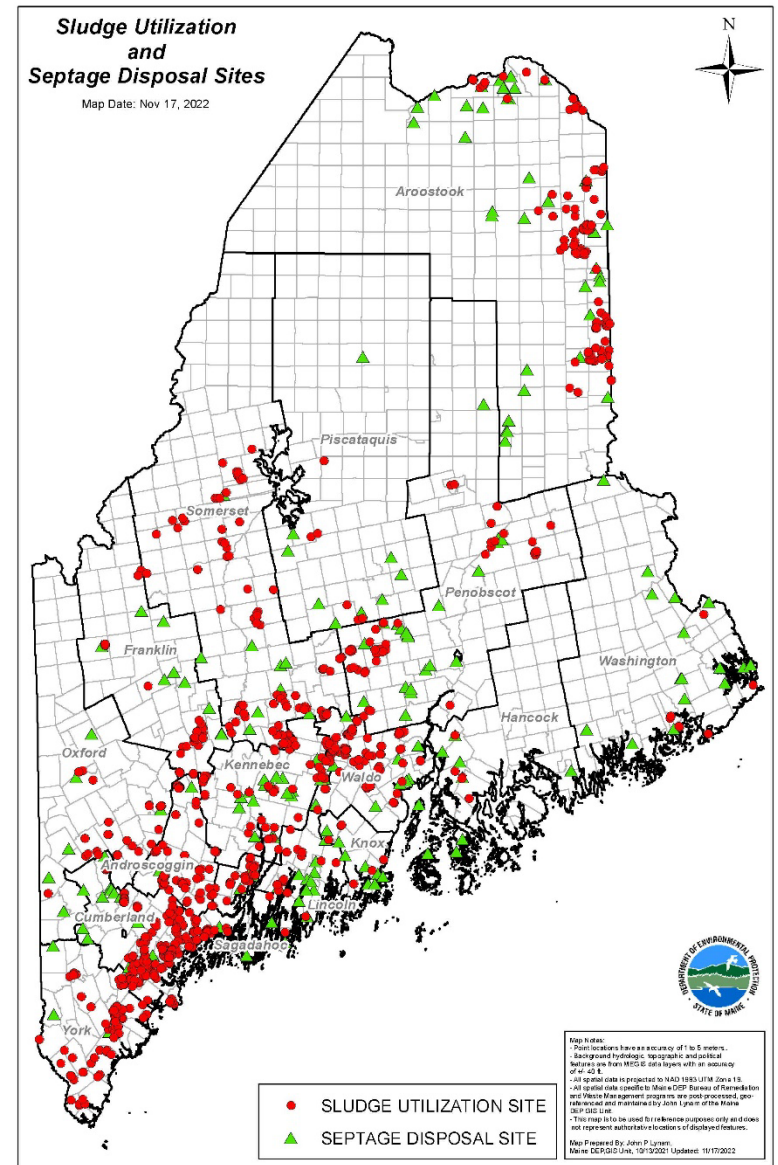 Sludge Utilization
and
Septage Disposal Sites
Map Date: Nov 17, 2022
N
Aroostook
Piscataquis
Somerset
Penobscot
Franklin
Washington
Hancock
Oxford
Kennebec
Waldo
Knox
Androscoggin
Lincoln
Cumberland
Sagadahoc
York
DEPARTMENT OF ENVIRONMENTAL PROTECTION
STATE OF MAINE
SLUDGE UTILIZATION SITE
SEPTAGE DISPOSAL SITE
Map Notes:
- Point locations have an accuracy of 1 to 5 meters.
- Background hydrologic, topographic and political
features are from MEGIS data layers with an accuracy
of +/- 40 ft.
- All spatial data is projected to NAD 1983 UTM Zone 19.
- All spatial data specific to Maine DEP Bureau of Remediation
and Waste Management programs are post-processed, geo-
referenced and maintained by John Lynam of the Maine
DEP GIS Unit.
- This map is to be used for reference purposes only and does
not represent authoritative locations of displayed features.
Map Prepared By: John P Lynam,
Maine DEP,GIS Unit, 10/13/2021 Updated: 11/17/2022